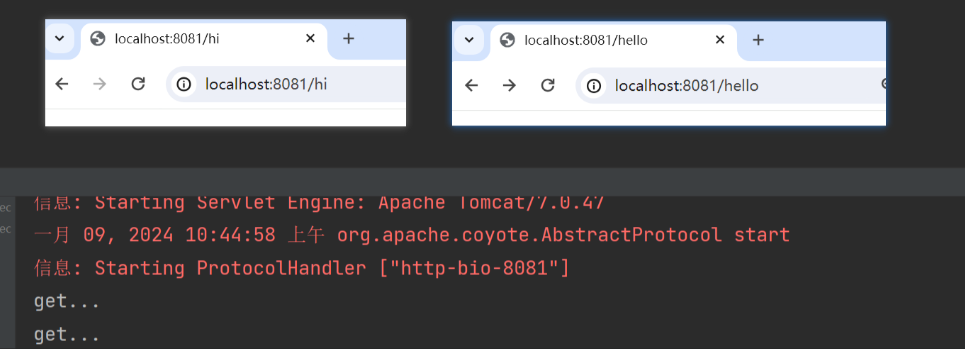 localhost:8081/hi
localhost:8081/hi
localhost:8081/hello
localhost:8081/hello
ec
信息: Starting Servlet Engine: Apache Tomcat/7.0.47
ec
一月 09, 2024 10:44:58 上午 org.apache.coyote.AbstractProtocol start
信息: Starting ProtocolHandler ["http-bio-8081"]
get...
get...